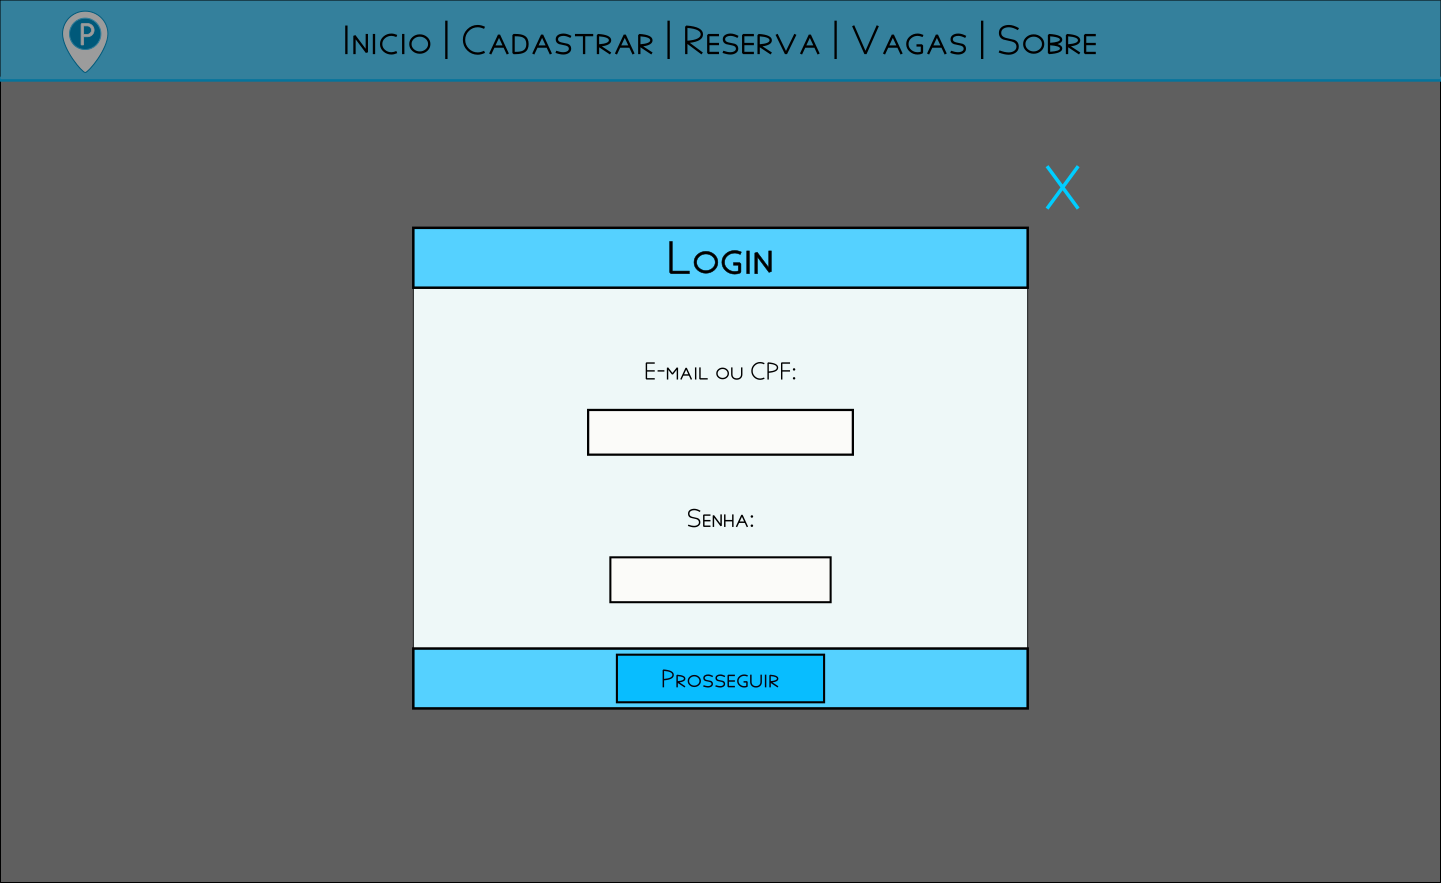 P
Inicio | Cadastrar | Reserva | Vagas | Sobre
X
Login
E-mail ou CPF:
Senha:
Prosseguir